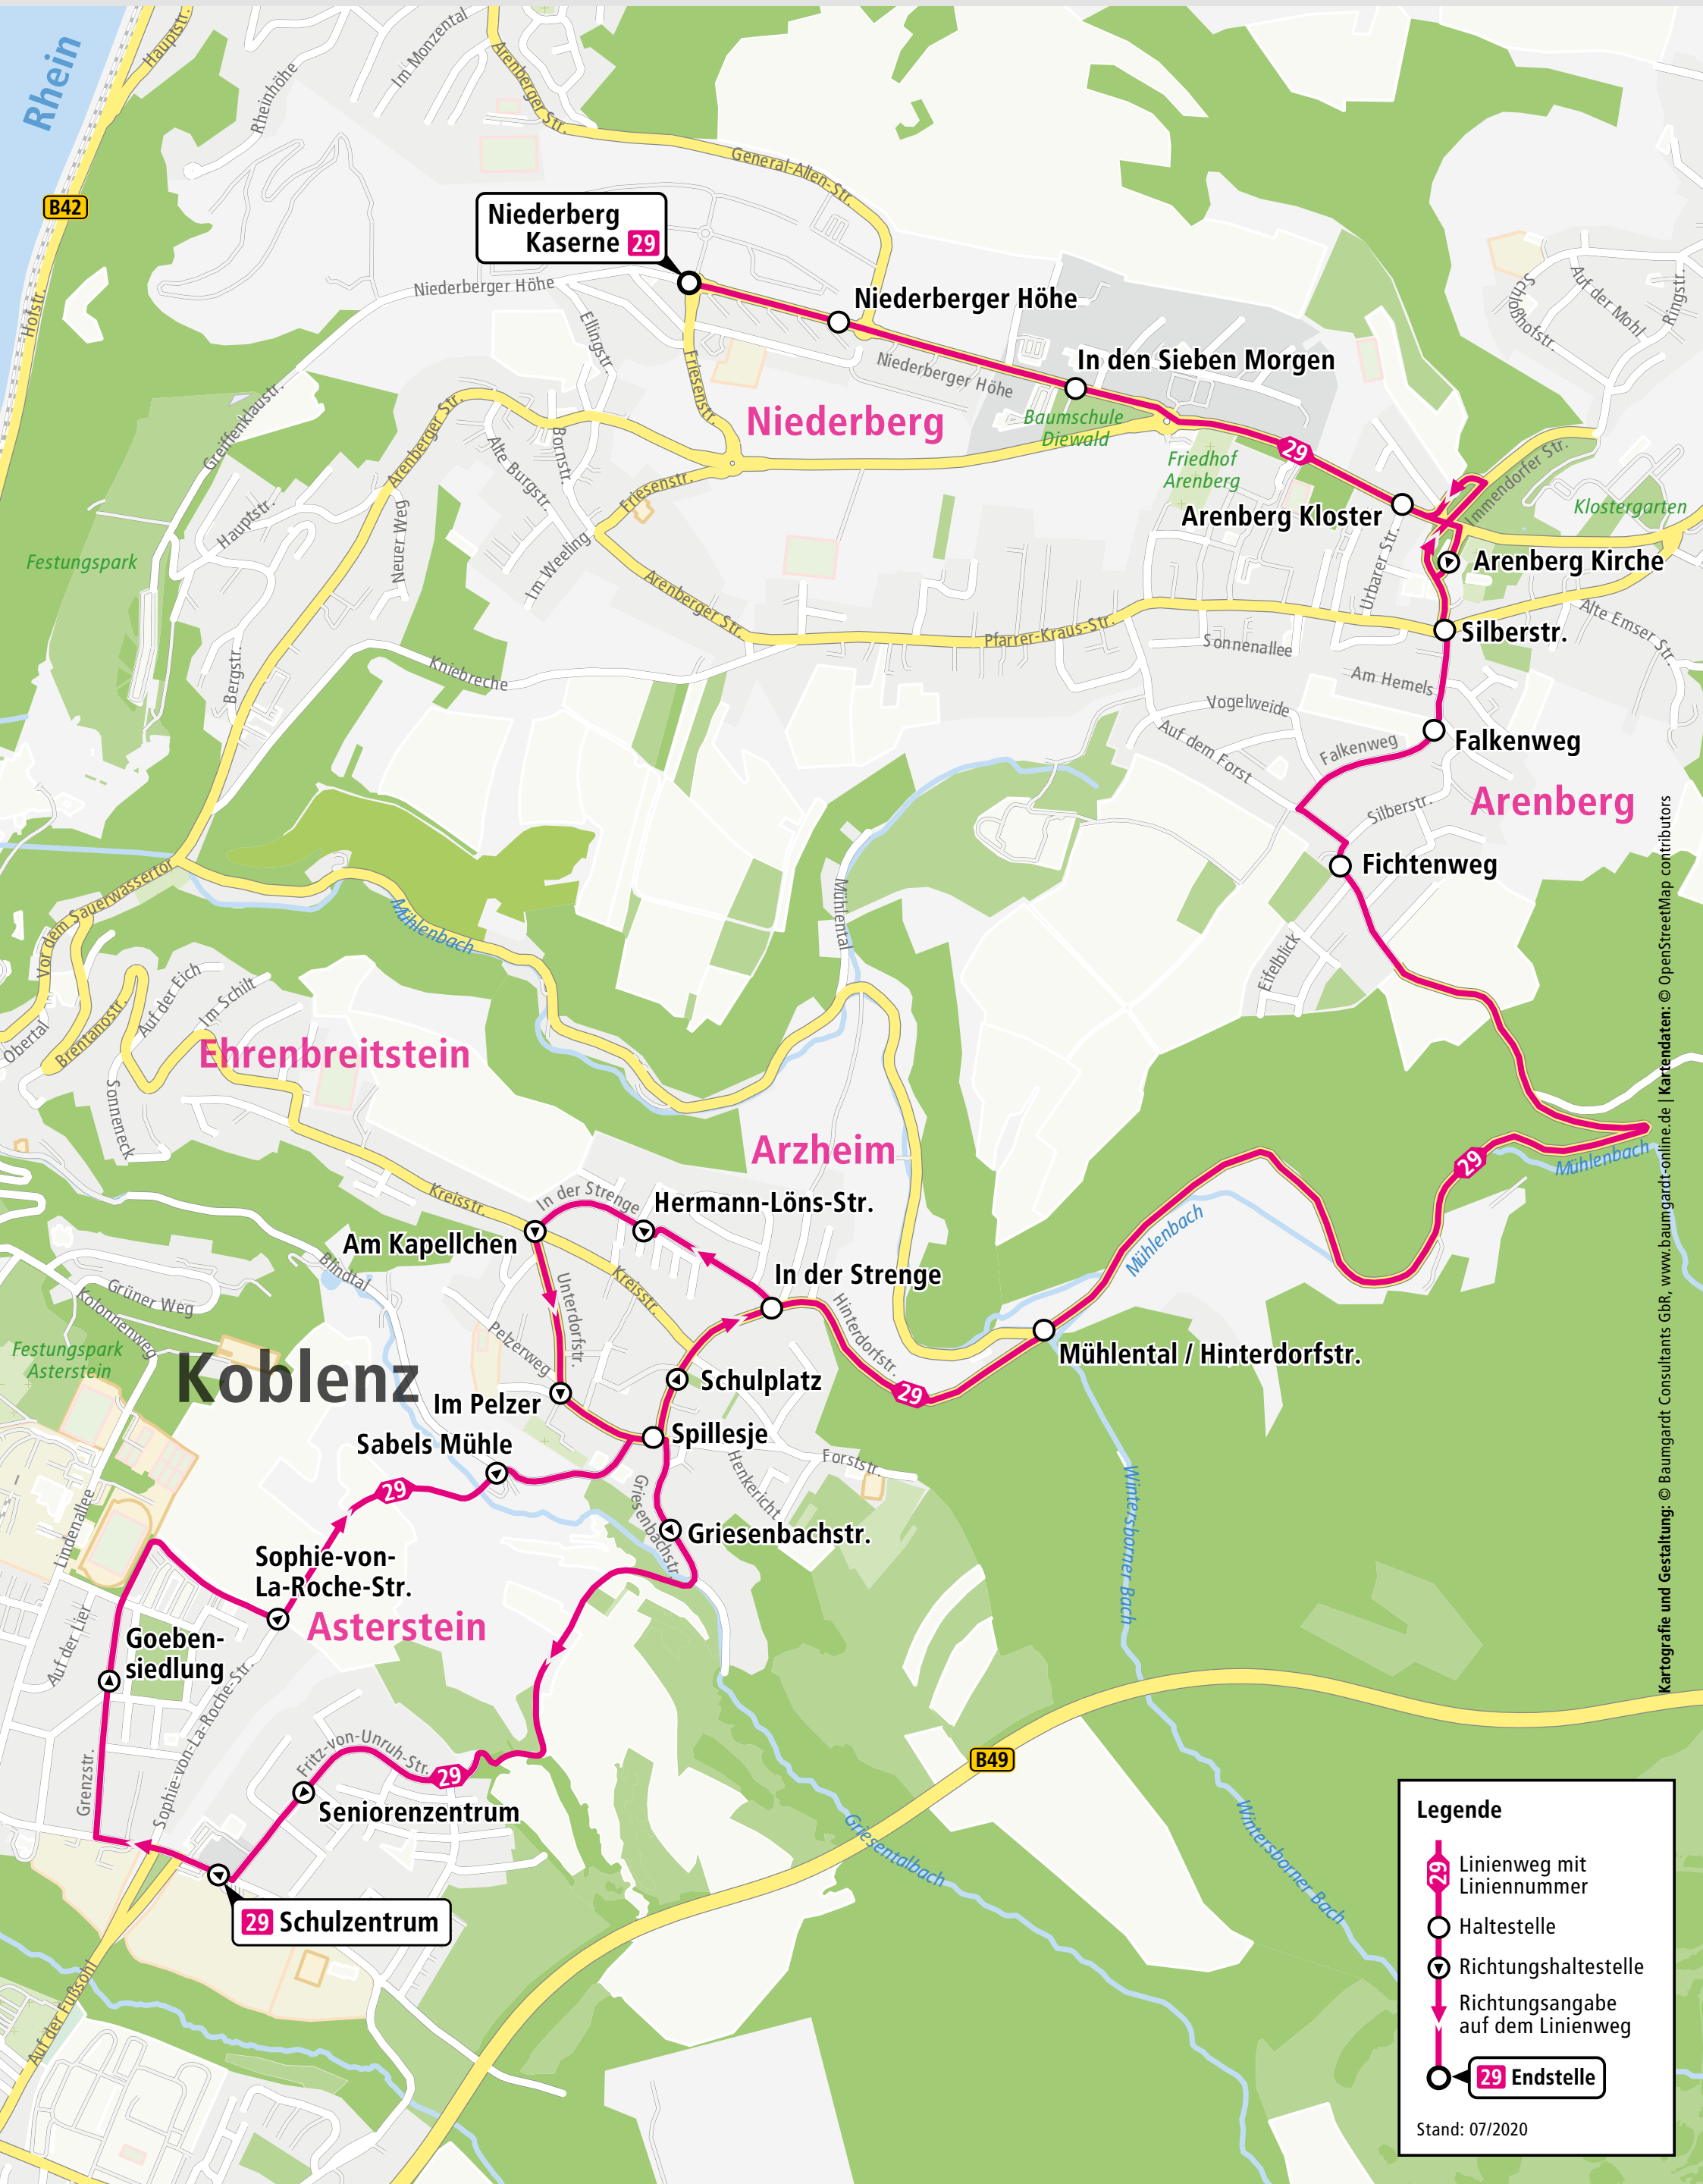 Rhein
Hauptstr.
Im Monzental
Arenberger Str.
Rheinhöhe
General-Allen-Str.
B42
Niederberg
Kaserne 29
Niederberger Höhe
Niederberger Höhe
Hofstr.
Schloßhofstr.
Auf der Mohl
Ringstr.
Ellingstr.
Friesenstr.
Niederberger Höhe
In den Sieben Morgen
Greiffenklaustr.
Arenberger Str.
Niederberg
Baumschule
Diewald
Alte Burgstr.
Bornstr.
29
Immendorfer Str.
Friedhof
Arenberg
Friesenstr.
Klostergarten
Hauptstr.
Neuer Weg
Arenberg Kloster
Festungspark
Im Weeling
Arenberger Str.
Urbarer Str.
Arenberg Kirche
Alte Emser Str.
Pfarrer-Kraus-Str.
Silberstr.
Sonnenallee
Bergstr.
Kniebreche
Am Hemels
Vogelweide
Auf dem Forst
Falkenweg
Falkenweg
Arenberg
Silberstr.
Fichtenweg
Vor dem Sauerwassertor
Mühlenbach
Mühlental
Eifelblick
Auf der Eich
Im Schilt
Obertal
Brentanostr.
Ehrenbreitstein
Sonneneck
Arzheim
29
Mühlenbach
Kreisstr.
In der Strenge
Hermann-Löns-Str.
Am Kapellchen
Mühlenbach
Blindtal
Grüner Weg
Kolonnenweg
Unterdorfstr.
Kreisstr.
In der Strenge
Hinterdorfstr.
Pelzerweg
Festungspark
Asterstein
Koblenz
Mühlental / Hinterdorfstr.
Schulplatz
29
Im Pelzer
Spillesje
Sabels Mühle
Forststr.
Henkericht
29
Griesenbachstr.
Griesenbachstr.
Wintersborner Bach
Lindenallee
Sophie-von-
La-Roche-Str.
Asterstein
Auf der Lier
Goeben-
siedlung
Sophie-von-La-Roche-Str.
Grenzstr.
Fritz-von-Unruh-Str.
29
Seniorenzentrum
B49
Griesentalbach
Wintersborner Bach
29 Schulzentrum
Auf der Fußsohl
Kartografie und Gestaltung: © Baumgardt Consultants GbR, www.baumgardt-online.de | Kartendaten: © OpenStreetMap contributors
Legende
29
Linienweg mit
Liniennummer
Haltestelle
Richtungshaltestelle
Richtungsangabe
auf dem Linienweg
29 Endstelle
Stand: 07/2020